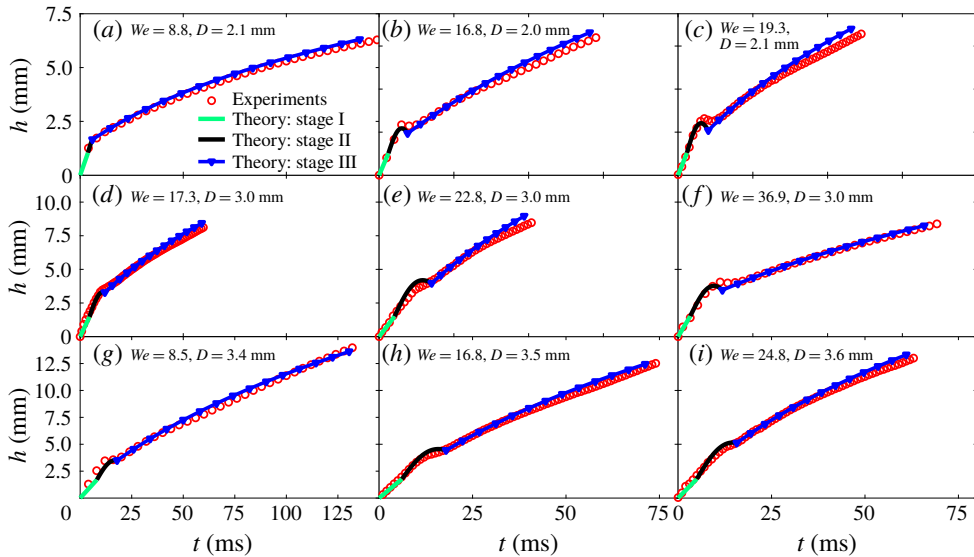 7.5
(a) We = 8.8, D = 2.1 mm
(b) We = 16.8, D = 2.0 mm
(c) We = 19.3,
D = 2.1 mm
5.0
h (mm)
Experiments
Theory: stage I
2.5
Theory: stage II
Theory: stage III
0
(d) We = 17.3, D = 3.0 mm
(e) We = 22.8, D = 3.0 mm
(f) We = 36.9, D = 3.0 mm
10.0
7.5
h (mm)
5.0
2.5
0
(g) We = 8.5, D = 3.4 mm
(h) We = 16.8, D = 3.5 mm
(i) We = 24.8, D = 3.6 mm
12.5
10.0
h (mm)
7.5
5.0
2.5
0 25 50 75 100 125 0 25 50 75 0 25 50 75
t (ms) t (ms) t (ms)